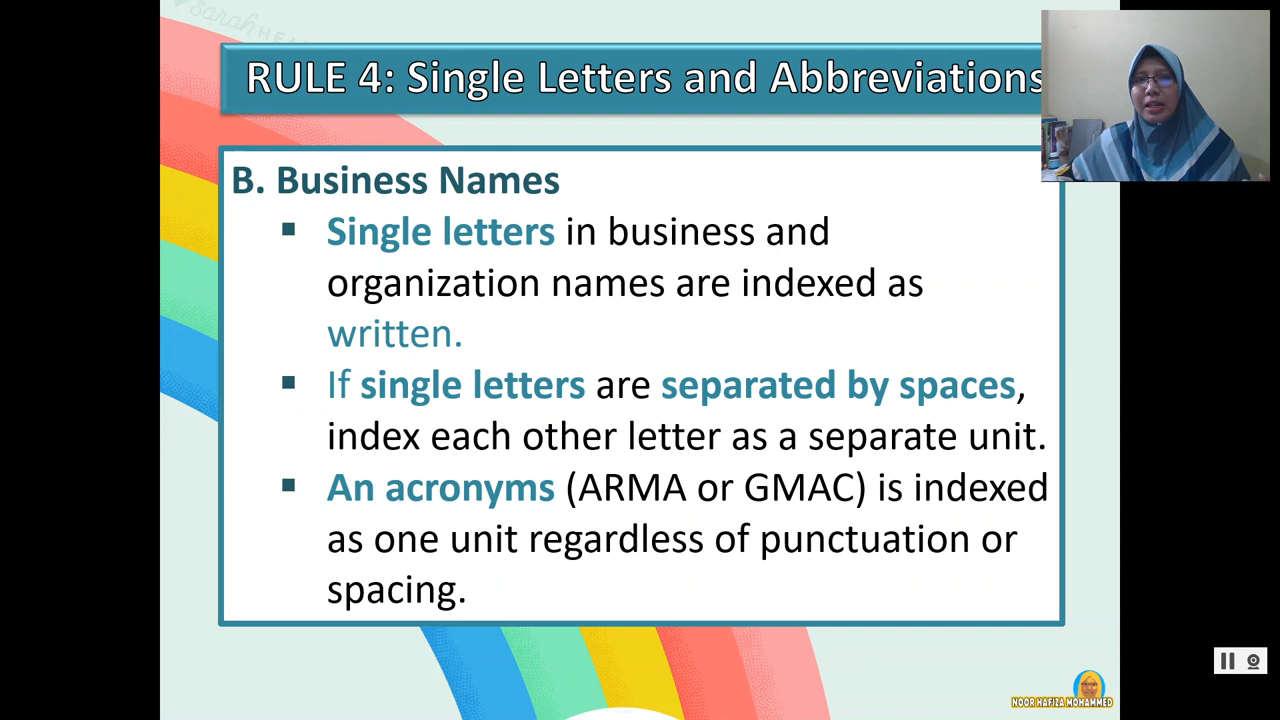 sarah
RULE 4: Single Letters and Abbreviations
B. Business Names
▪ Single letters in business and
organization names are indexed as
written.
▪ If single letters are separated by spaces,
index each other letter as a separate unit.
▪ An acronyms (ARMA or GMAC) is indexed
as one unit regardless of punctuation or
spacing.
NOOR HAFIZA MOHAMMED